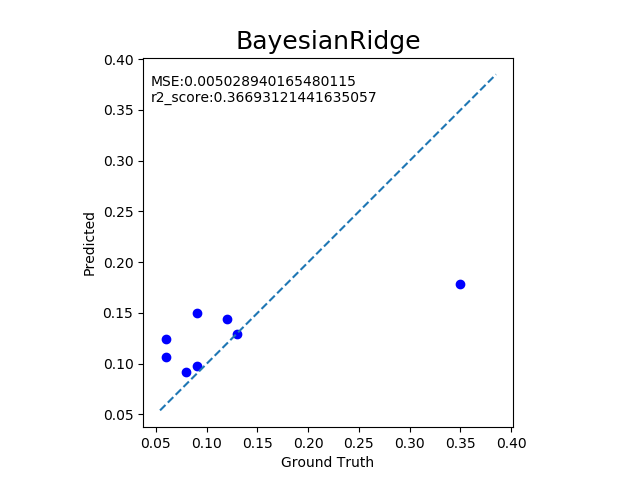 BayesianRidge
MSE:0.005028940165480115
r2_score:0.36693121441635057
0.40
0.35
0.30
0.25
0.20
0.15
0.10
0.05
Predicted
0.05 0.10 0.15 0.20 0.25 0.30 0.35 0.40
Ground Truth